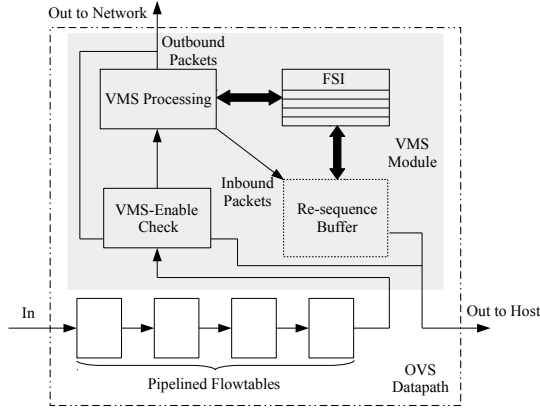 Out to Network
Outbound
Packets
VMS Processing
FSI
VMS
Module
Inbound
Packets
VMS-Enable
Check
Re-sequence
Buffer
In
Out to Host
Pipelined Flowtables
OVS
Datapath